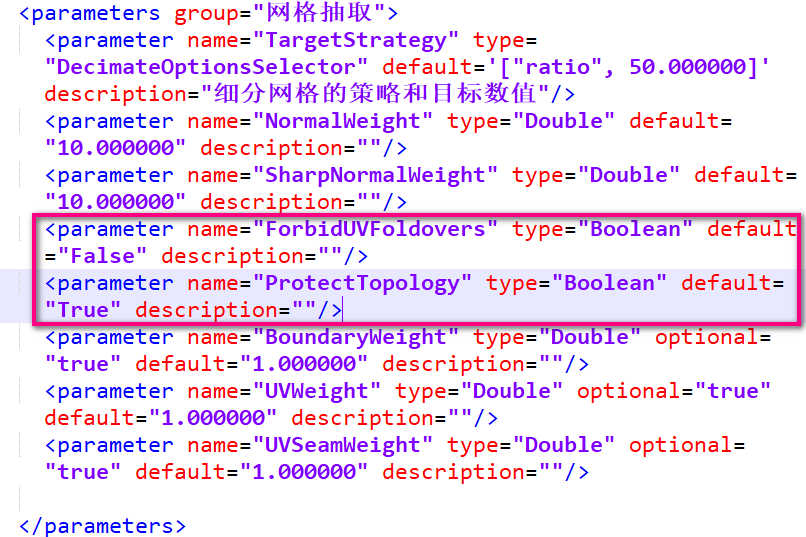 <parameters group="网格抽取">
<parameter name="TargetStrategy" type=
"DecimateOptionsSelector" default='["ratio", 50.000000]'
description="细分网格的策略和目标数值"/>
<parameter name="NormalWeight" type="Double" default=
"10.000000" description=""/>
<parameter name="SharpNormalWeight" type="Double" default=
"10.000000" description=""/>
<parameter name="ForbidUVFoldovers" type="Boolean" default
="False" description=""/>
<parameter name="ProtectTopology" type="Boolean" default=
"True" description=""/>
<parameter name="BoundaryWeight" type="Double" optional=
"true" default="1.000000" description=""/>
<parameter name="UVWeight" type="Double" optional="true"
default="1.000000" description=""/>
<parameter name="UVSeamWeight" type="Double" optional=
"true" default="1.000000" description=""/>
</parameters>